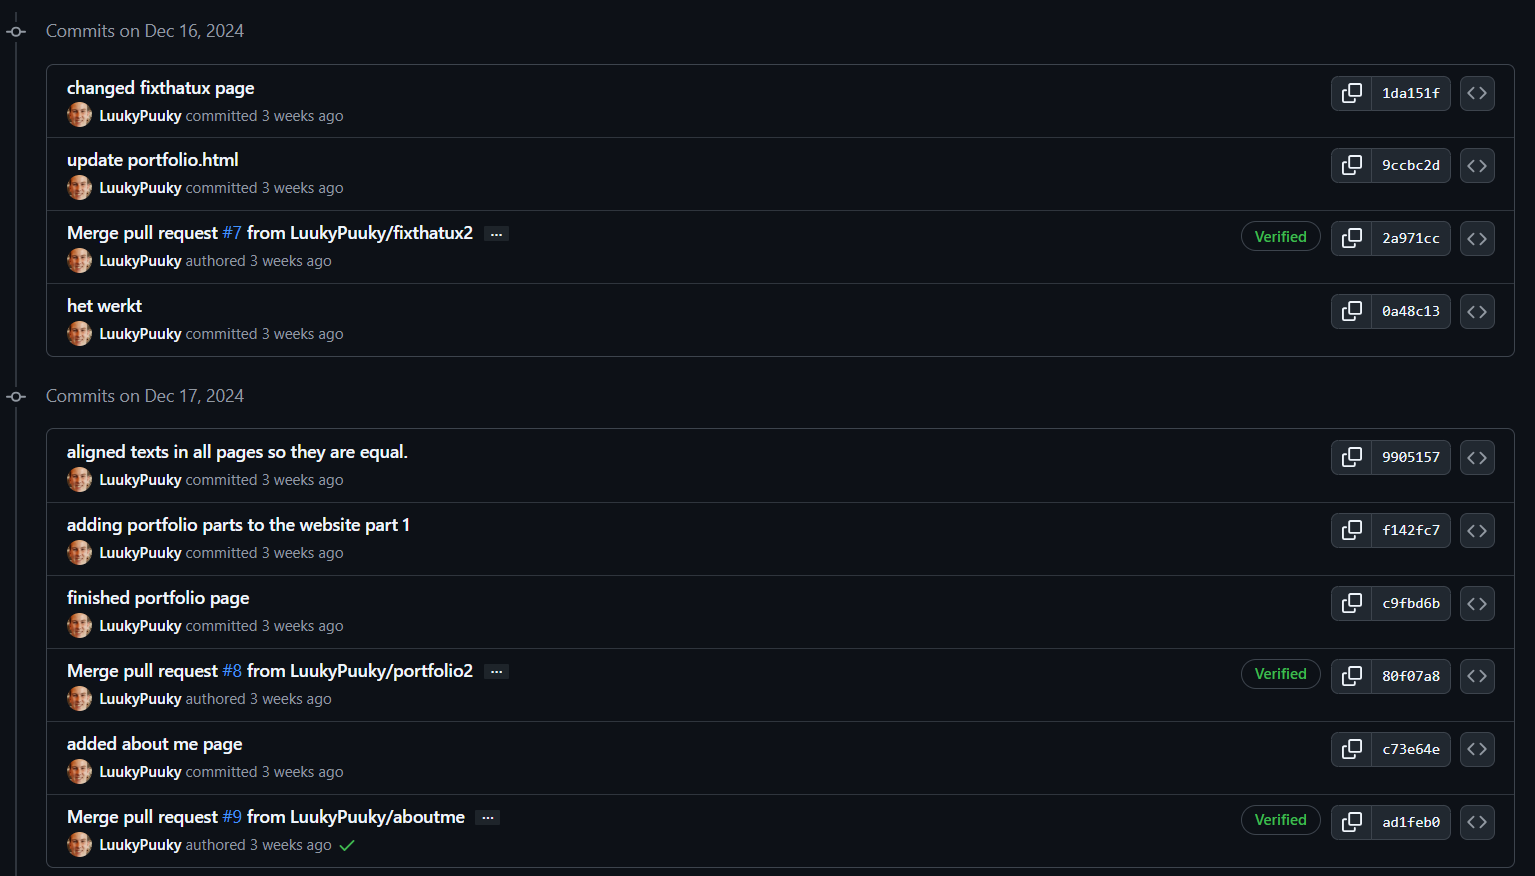 Commits on Dec 16, 2024
changed fixthatux page
1da151f
LuukyPuuky committed 3 weeks ago
update portfolio.html
9ccbc2d
LuukyPuuky committed 3 weeks ago
Merge pull request #7 from LuukyPuuky/fixthatux2 ...
Verified 2a971cc
LuukyPuuky authored 3 weeks ago
het werkt
0a48c13
LuukyPuuky committed 3 weeks ago
Commits on Dec 17, 2024
aligned texts in all pages so they are equal.
9905157
LuukyPuuky committed 3 weeks ago
adding portfolio parts to the website part 1
f142fc7
LuukyPuuky committed 3 weeks ago
finished portfolio page
c9fbd6b
LuukyPuuky committed 3 weeks ago
Merge pull request #8 from LuukyPuuky/portfolio2 ...
Verified 80f07a8
LuukyPuuky authored 3 weeks ago
added about me page
c73e64e
LuukyPuuky committed 3 weeks ago
Merge pull request #9 from LuukyPuuky/aboutme ...
Verified ad1feb0
LuukyPuuky authored 3 weeks ago